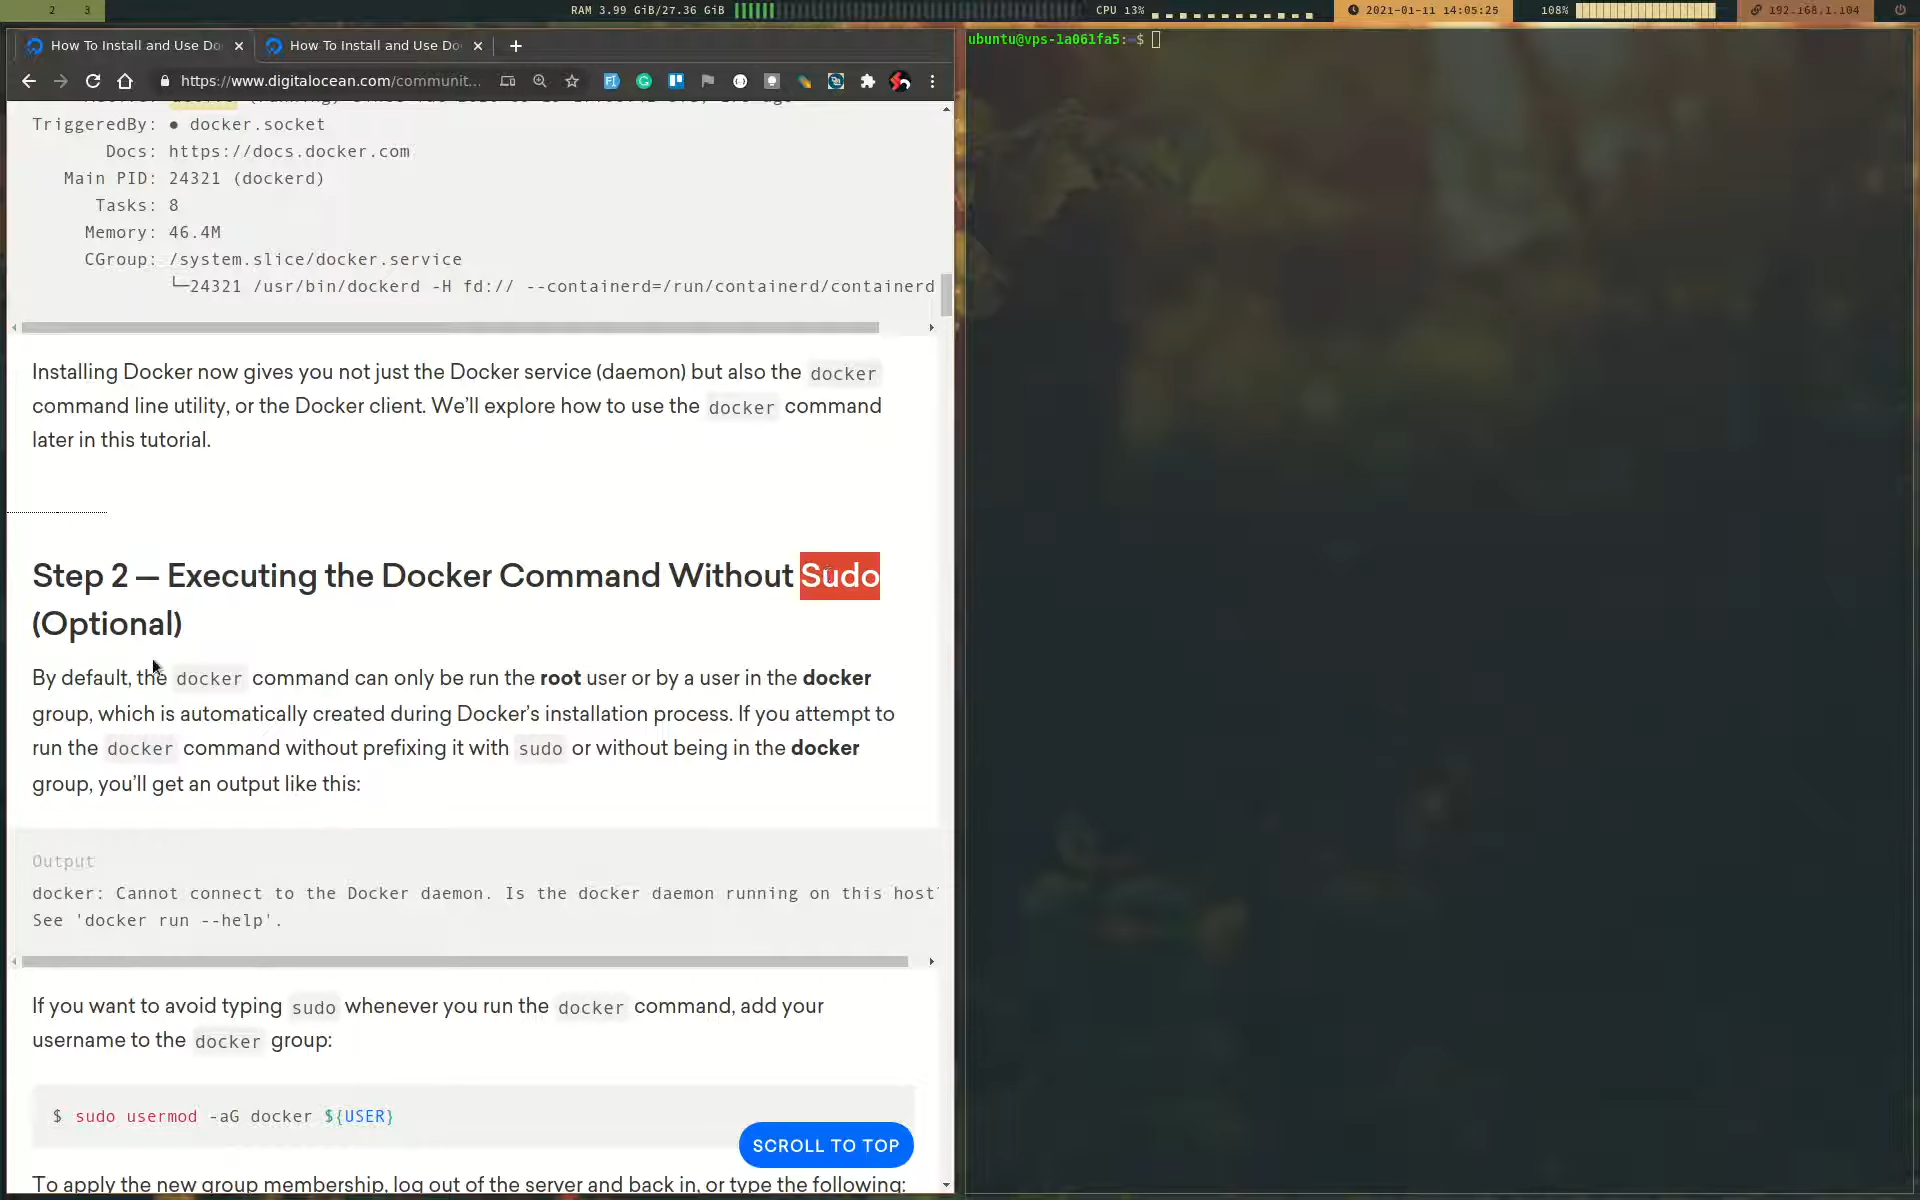 2 3
RAM 3.99 GiB/27.36 GiB
CPU 13%
2021-01-11 14:05:25
108%
192.168.1.104
How To Install and Use Do
How To Install and Use Do
https://www.digitalocean.com/communit...
ubuntu@vps-1a061fa5:~$
TriggeredBy: ● docker.socket
Docs: https://docs.docker.com
Main PID: 24321 (dockerd)
Tasks: 8
Memory: 46.4M
CGroup: /system.slice/docker.service
└─24321 /usr/bin/dockerd -H fd:// --containerd=/run/containerd/containerd
Installing Docker now gives you not just the Docker service (daemon) but also the docker
command line utility, or the Docker client. We’ll explore how to use the docker command
later in this tutorial.
Step 2 — Executing the Docker Command Without Sudo
(Optional)
By default, the docker command can only be run the root user or by a user in the docker
group, which is automatically created during Docker’s installation process. If you attempt to
run the docker command without prefixing it with sudo or without being in the docker
group, you’ll get an output like this:
Output
docker: Cannot connect to the Docker daemon. Is the docker daemon running on this host
See 'docker run --help'.
If you want to avoid typing sudo whenever you run the docker command, add your
username to the docker group:
$ sudo usermod -aG docker ${USER}
SCROLL TO TOP
To apply the new group membership, log out of the server and back in, or type the following: